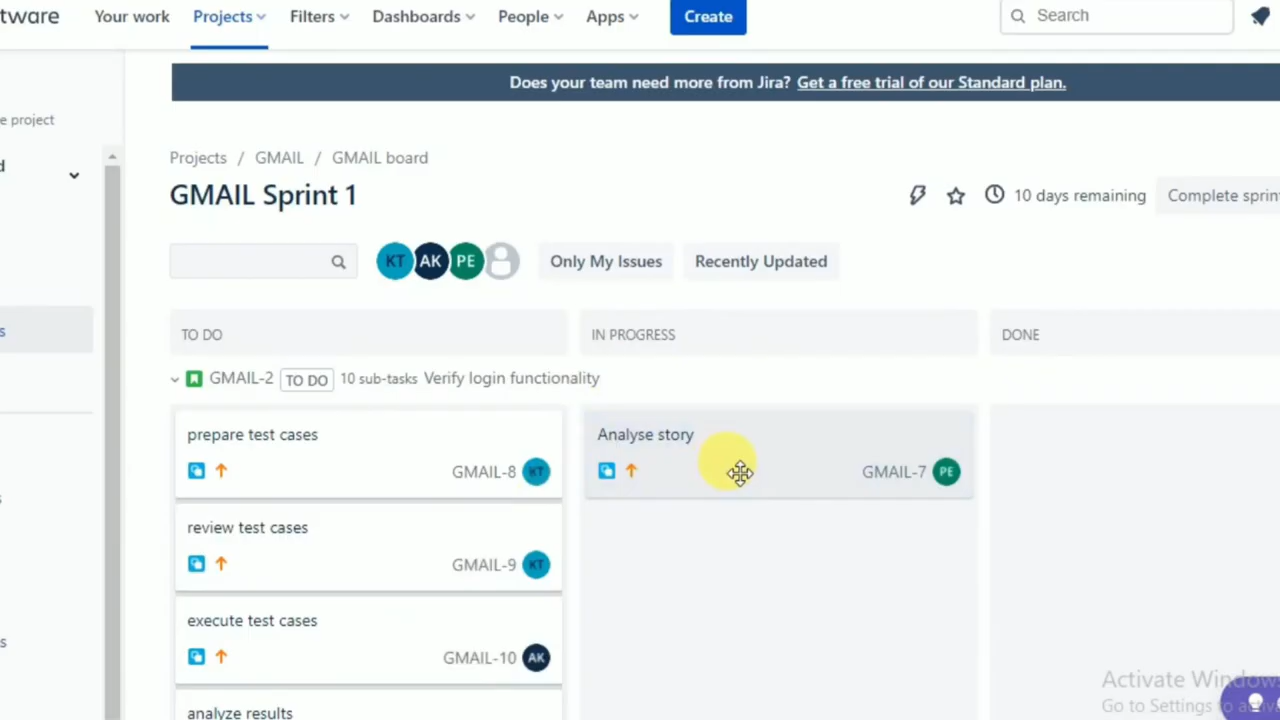 tware Your work Projects Filters Dashboards People Apps Create Search
Does your team need more from Jira? Get a free trial of our Standard plan.
e project
d
Projects / GMAIL / GMAIL board
GMAIL Sprint 1
10 days remaining Complete sprin
KT AK PE Only My Issues Recently Updated
s
TO DO IN PROGRESS DONE
GMAIL-2 TO DO 10 sub-tasks Verify login functionality
prepare test cases
GMAIL-8 KT
Analyse story
GMAIL-7 PE
s
review test cases
GMAIL-9 KT
execute test cases
GMAIL-10 AK
s
analyze results
Activate Windows
Go to Settings to activ